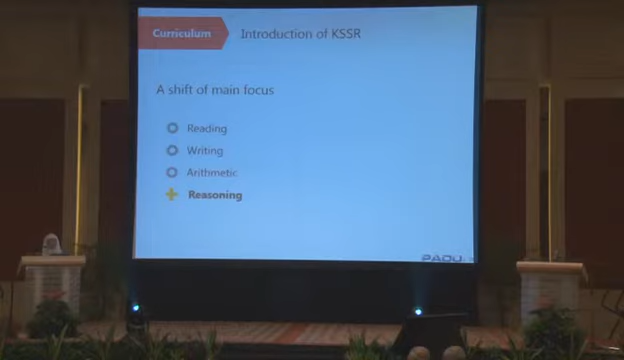 Curriculum
Introduction of KSSR
A shift of main focus
Reading
Writing
Arithmetic
Reasoning
PADU